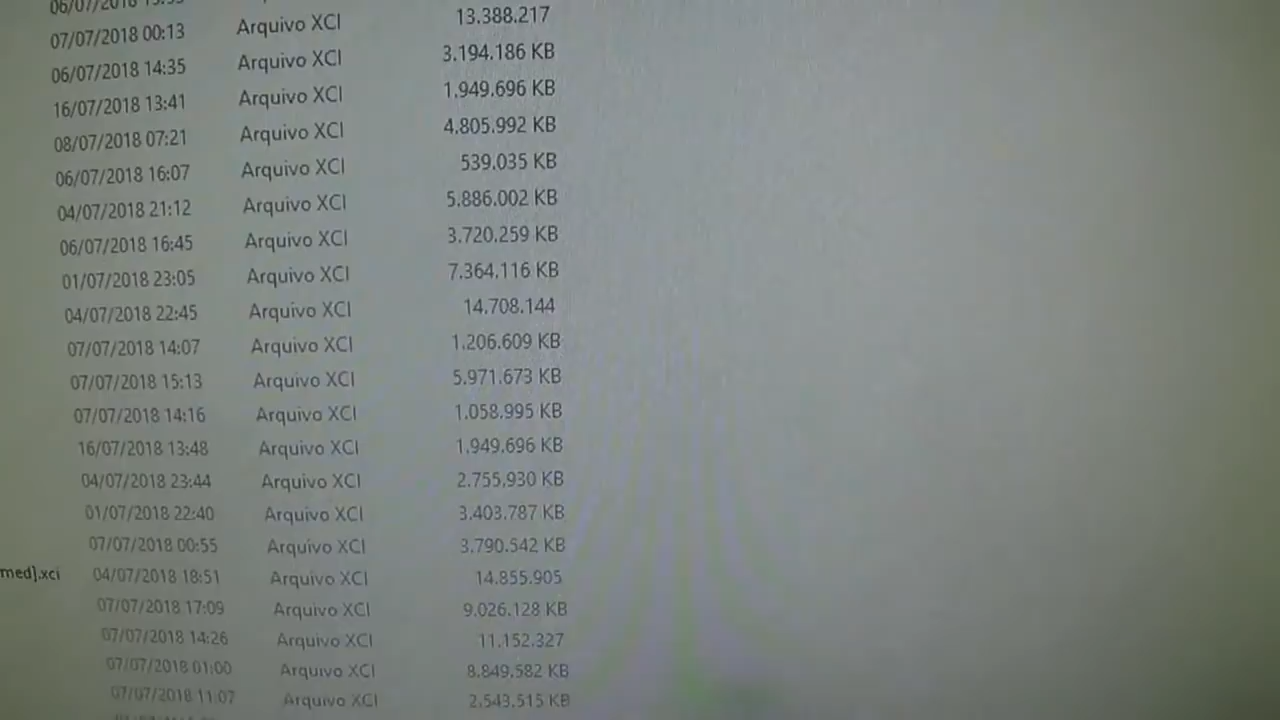 07/07/2018 00:13 Arquivo XCI 13.388.217
06/07/2018 14:35 Arquivo XCI 3.194.186 KB
16/07/2018 13:41 Arquivo XCI 1.949.696 KB
08/07/2018 07:21 Arquivo XCI 4.805.992 KB
06/07/2018 16:07 Arquivo XCI 539.035 KB
04/07/2018 21:12 Arquivo XCI 5.886.002 KB
06/07/2018 16:45 Arquivo XCI 3.720.259 KB
01/07/2018 23:05 Arquivo XCI 7.364.116 KB
04/07/2018 22:45 Arquivo XCI 14.708.144
07/07/2018 14:07 Arquivo XCI 1.206.609 KB
07/07/2018 15:13 Arquivo XCI 5.971.673 KB
07/07/2018 14:16 Arquivo XCI 1.058.995 KB
16/07/2018 13:48 Arquivo XCI 1.949.696 KB
04/07/2018 23:44 Arquivo XCI 2.755.930 KB
01/07/2018 22:40 Arquivo XCI 3.403.787 KB
07/07/2018 00:55 Arquivo XCI 3.790.542 KB
med].xci 04/07/2018 18:51 Arquivo XCI 14.855.905
07/07/2018 17:09 Arquivo XCI 9.026.128 KB
07/07/2018 14:26 Arquivo XCI 11.152.327
07/07/2018 01:00 Arquivo XCI 8.849.582 KB
07/07/2018 11:07 Arquivo XCI 2.543.515 KB